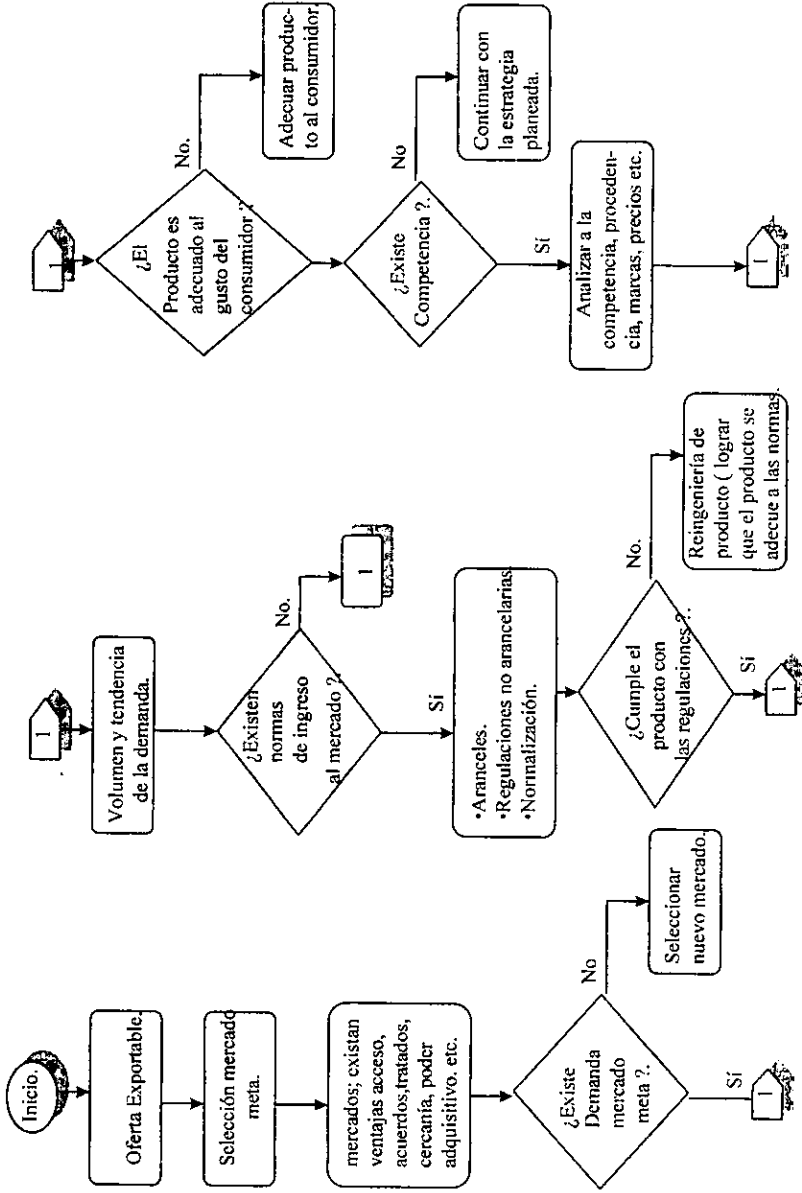 Inicio.
Oferta Exportable.
Selección mercado
meta.
mercados; existan
ventajas acceso,
acuerdos,tratados,
cercanía, poder
adquisitivo. etc.
¿Existe
Demanda
mercado
meta ?.
No
Seleccionar
nuevo mercado.
Sí
1
1
Volumen y tendencia
de la demanda.
¿Existen
normas
de ingreso
al mercado ?.
No.
1
Sí
•Aranceles.
•Regulaciones no arancelarias.
•Normalización.
¿Cumple el
producto con
las regulaciones ?.
No.
Reingeniería de
producto ( lograr
que el producto se
adecue a las normas.
Sí
1
1
¿El
Producto es
adecuado al
gusto del
consumidor ?.
No.
Adecuar produc-
to al consumidor.
¿Existe
Competencia ?.
No
Continuar con
la estrategia
planeada.
Sí
Analizar a la
competencia, proceden-
cia, marcas, precios etc.
1